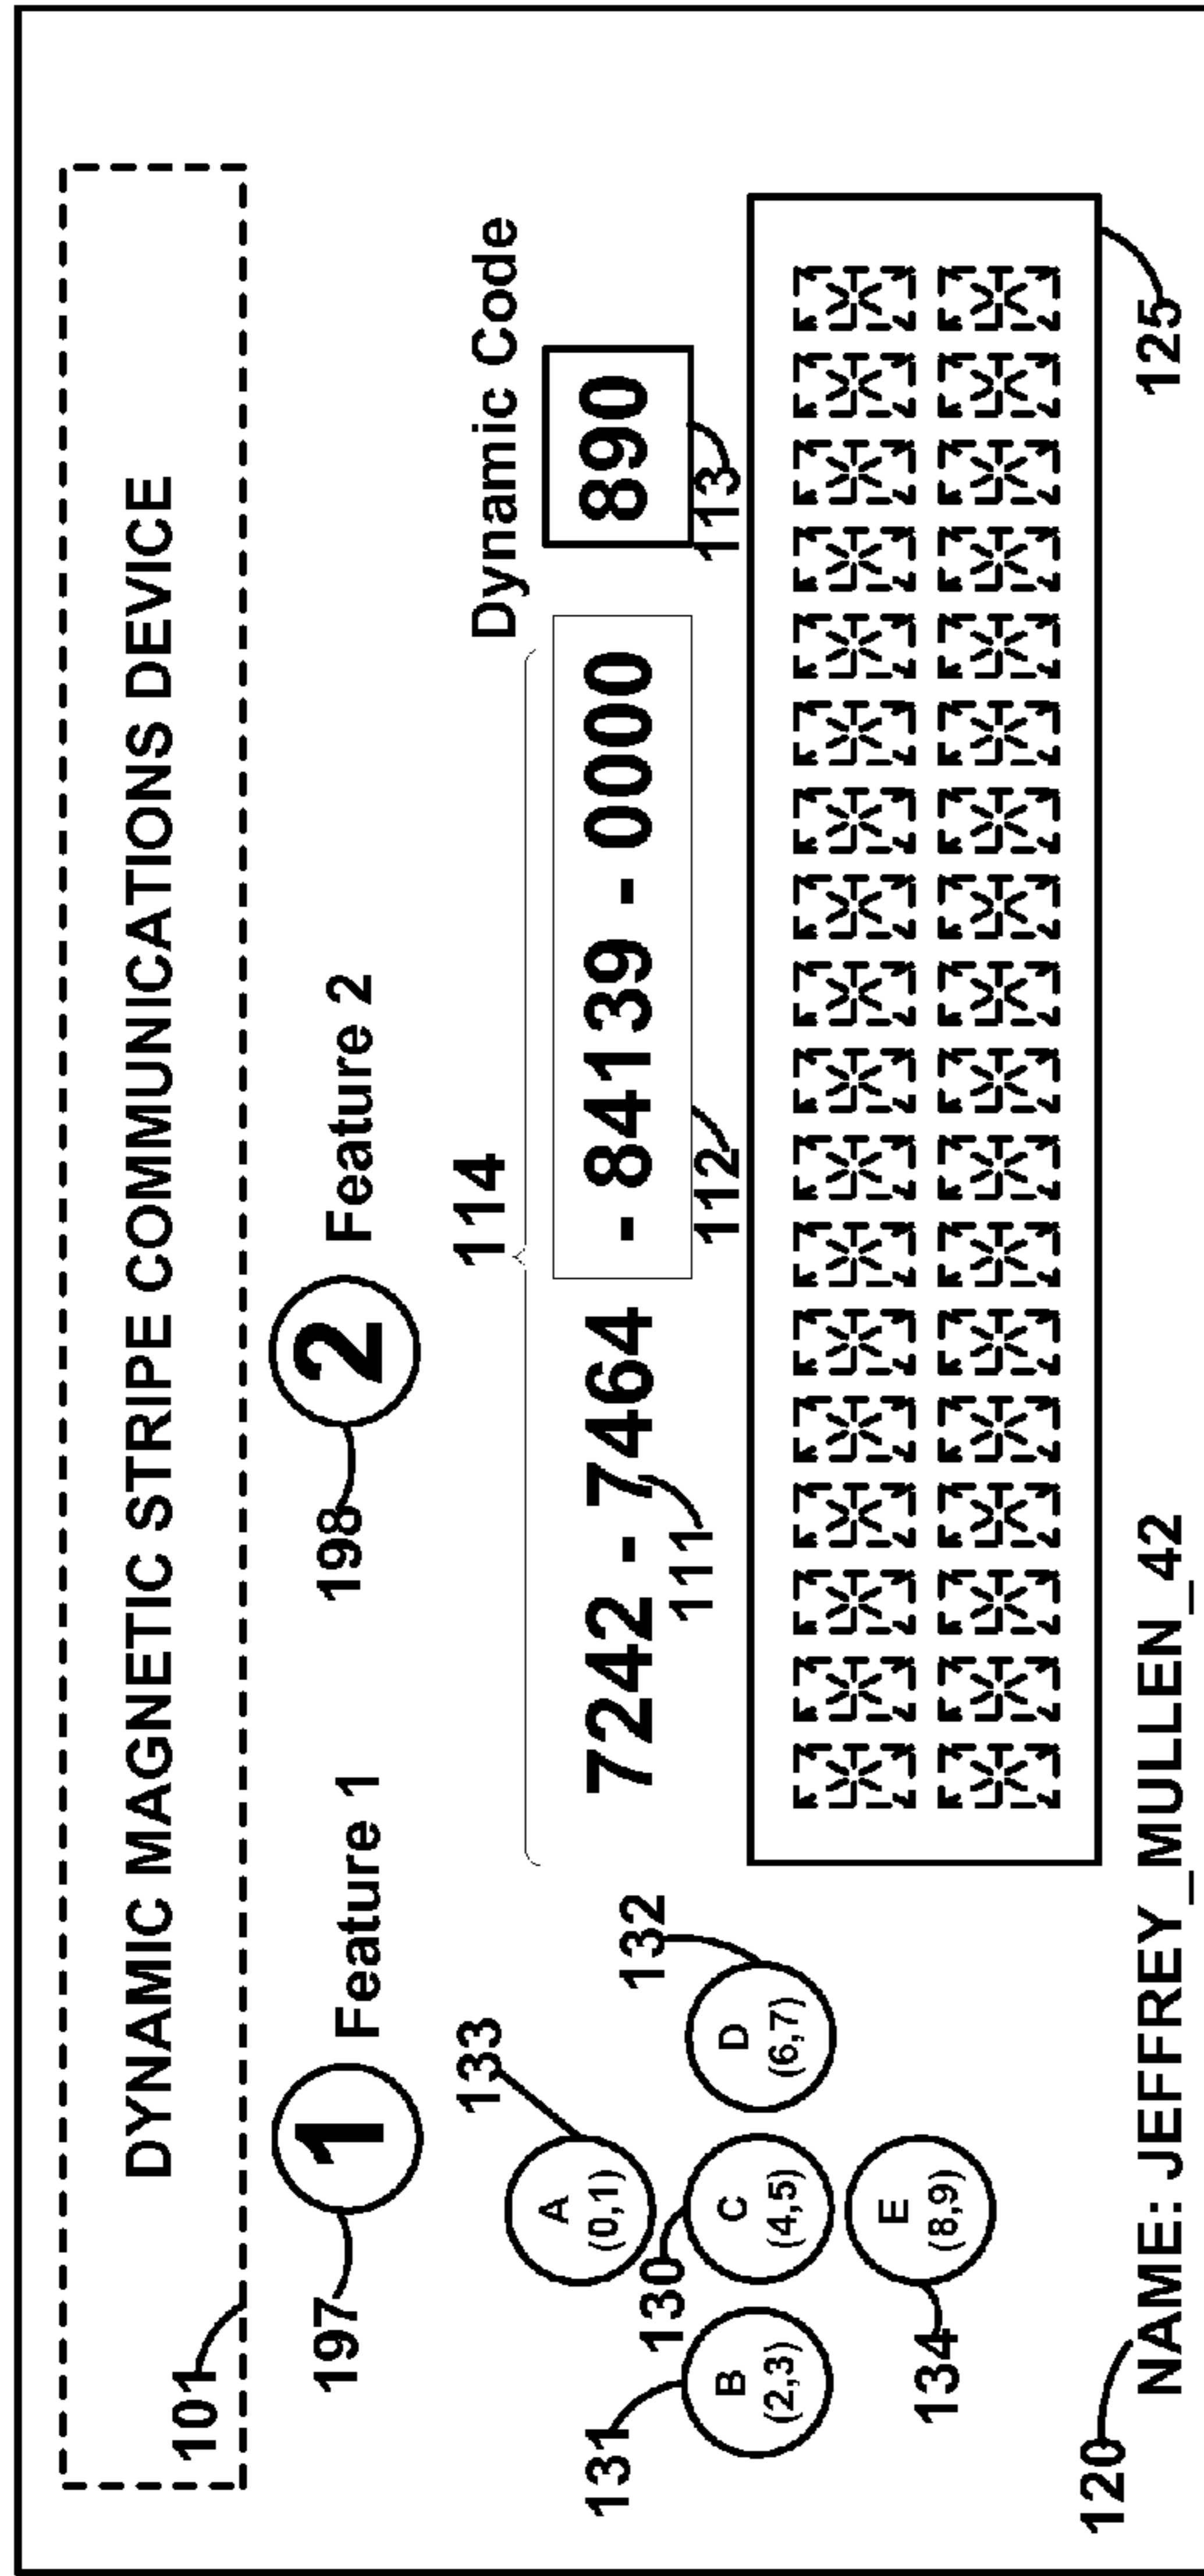 DYNAMIC MAGNETIC STRIPE COMMUNICATIONS DEVICE
101
197
1 Feature 1
198
2 Feature 2
114
Dynamic Code
7242 - 7464 - 84139 - 0000 890
111
112
113
133
A
(0,1)
131
B
(2,3)
130
C
(4,5)
132
D
(6,7)
134
E
(8,9)
125
120
NAME: JEFFREY_MULLEN_42